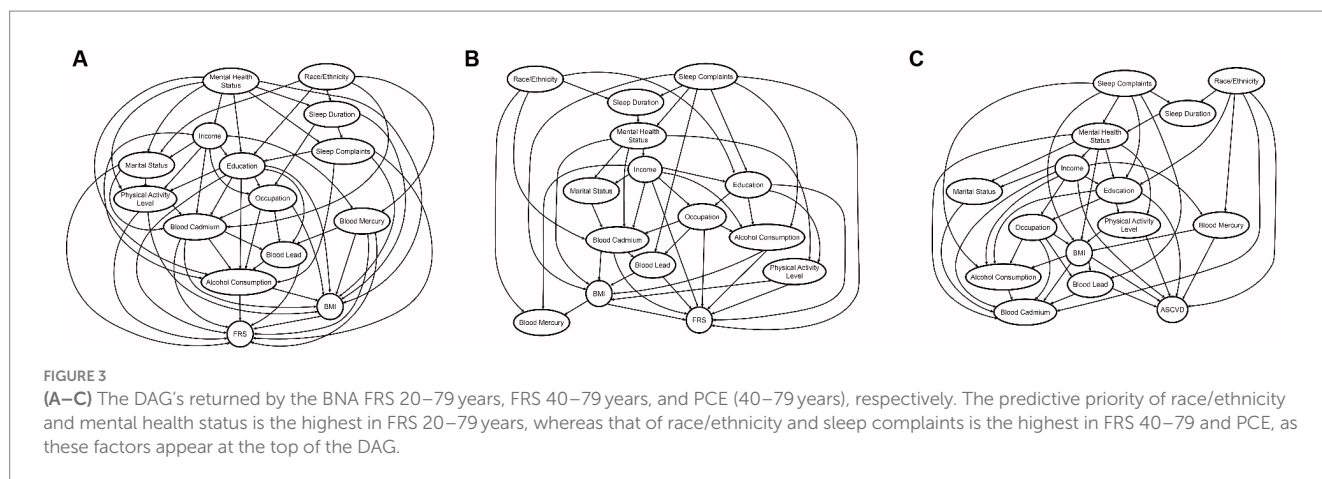 A
B
C
Mental Health
Status
Race/Ethnicity
Sleep Duration
Income
Sleep Complaints
Marital Status
Education
Physical Activity
Level
Occupation
Blood Mercury
Blood Cadmium
Blood Lead
Alcohol Consumption
BMI
FRS
Race/Ethnicity
Sleep Complaints
Sleep Duration
Mental Health
Status
Income
Marital Status
Education
Occupation
Blood Cadmium
Alcohol Consumption
Blood Lead
Physical Activity
Level
BMI
Blood Mercury
FRS
Sleep Complaints
Race/Ethnicity
Sleep Duration
Mental Health
Status
Income
Marital Status
Education
Physical Activity
Level
Occupation
Blood Mercury
BMI
Alcohol Consumption
Blood Lead
Blood Cadmium
ASCVD
FIGURE 3
(A–C) The DAG's returned by the BNA FRS 20–79 years, FRS 40–79 years, and PCE (40–79 years), respectively. The predictive priority of race/ethnicity
and mental health status is the highest in FRS 20–79 years, whereas that of race/ethnicity and sleep complaints is the highest in FRS 40–79 and PCE, as
these factors appear at the top of the DAG.